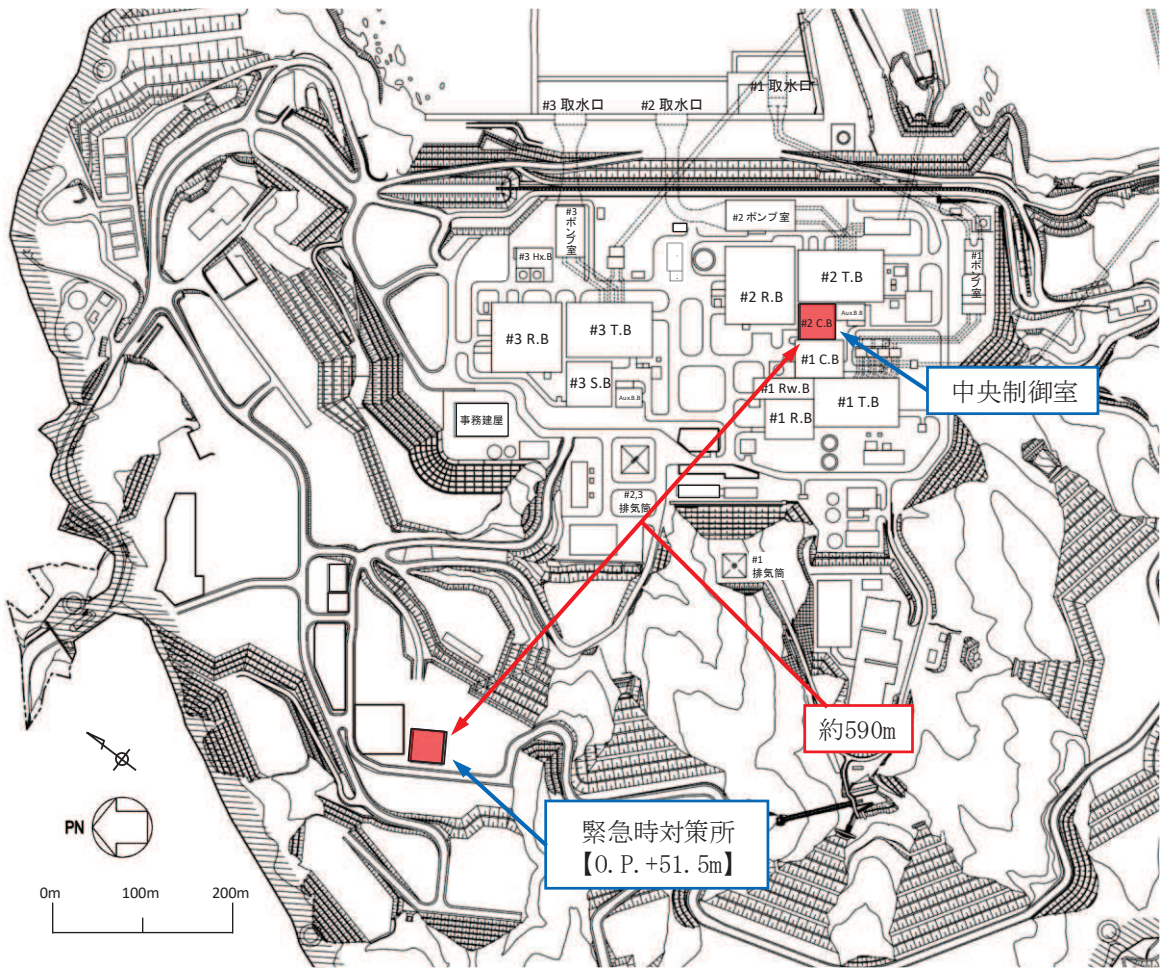 #1 取水口
#3 取水口
#2 取水口
#3
ポンプ室
#2 ポンプ室
#1
ポンプ室
#3 Hx.B
#2 T.B
#2 R.B
#2 C.B
Aux.B.B
#3 R.B
#3 T.B
#1 C.B
中央制御室
#3 S.B
Aux.B.B
#1 Rw.B
#1 T.B
#1 R.B
事務建屋
#2,3
排気筒
#1
排気筒
約590m
緊急時対策所
【O.P.+51.5m】
PN
0m 100m 200m